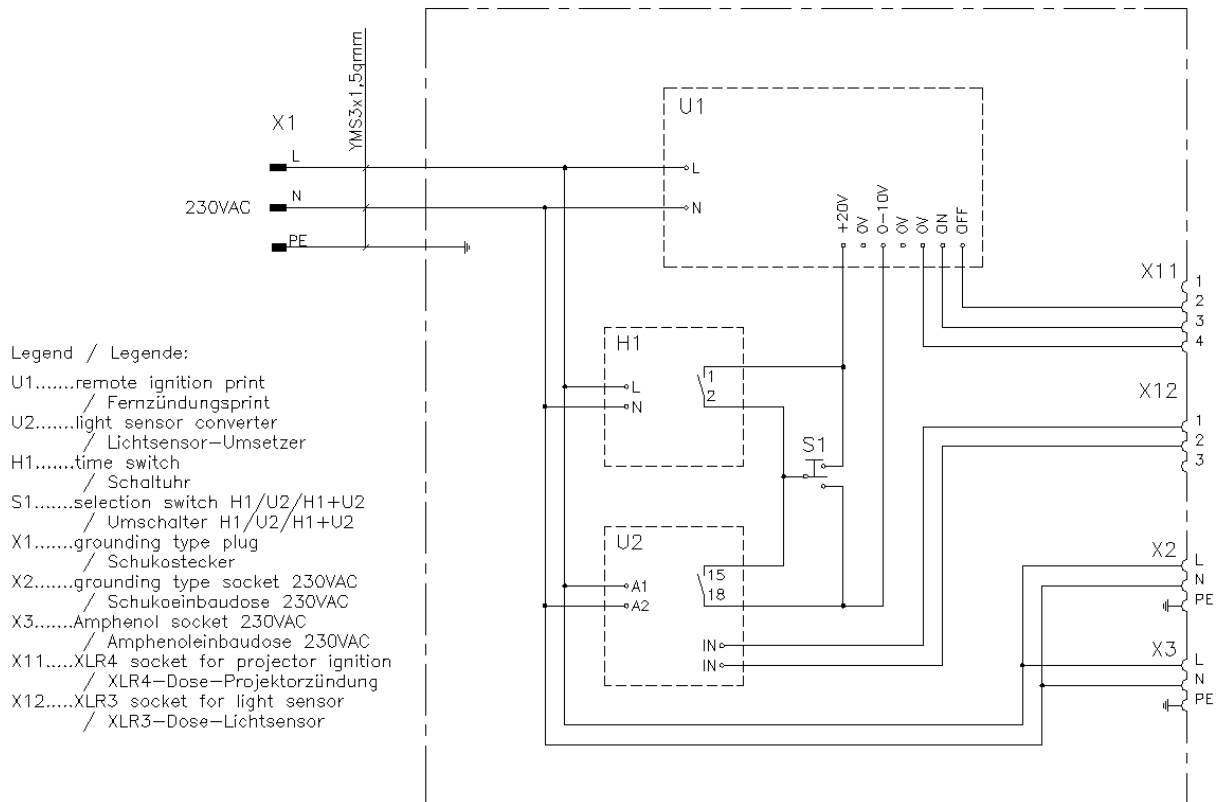 YMS3x1,5qmm
X1
L
230VAC
N
PE
U1
L
N
+20V
0V
0-10V
0V
0V
ON
OFF
X11
1
2
3
4
H1
L
N
1
2
X12
1
2
3
S1
U2
A1
A2
15
18
IN
IN
X2
L
N
PE
X3
L
N
PE
Legend / Legende:
U1.......remote ignition print
/ Fernzündungsprint
U2.......light sensor converter
/ Lichtsensor-Umsetzer
H1.......time switch
/ Schaltuhr
S1.......selection switch H1/U2/H1+U2
/ Umschalter H1/U2/H1+U2
X1.......grounding type plug
/ Schukostecker
X2.......grounding type socket 230VAC
/ Schukoeinbaudose 230VAC
X3.......Amphenol socket 230VAC
/ Amphenoleinbaudose 230VAC
X11.....XLR4 socket for projector ignition
/ XLR4-Dose-Projektorzündung
X12.....XLR3 socket for light sensor
/ XLR3-Dose-Lichtsensor